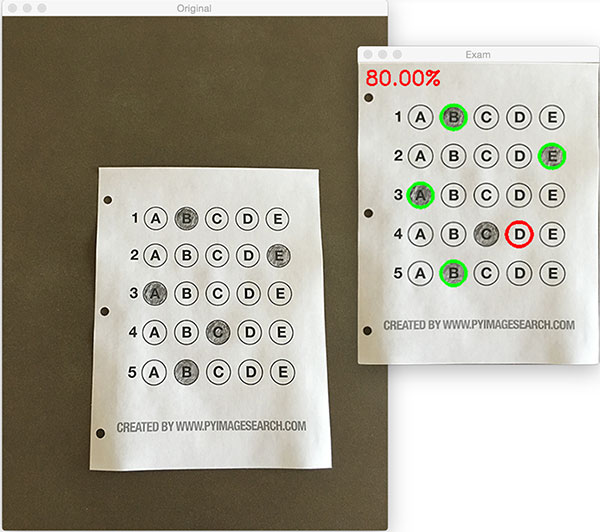 Original
1 A B C D E
2 A B C D E
3 A B C D E
4 A B C D E
5 A B C D E
CREATED BY WWW.PYIMAGESEARCH.COM
Exam
80.00%
1 A B C D E
2 A B C D E
3 A B C D E
4 A B C D E
5 A B C D E
CREATED BY WWW.PYIMAGESEARCH.COM